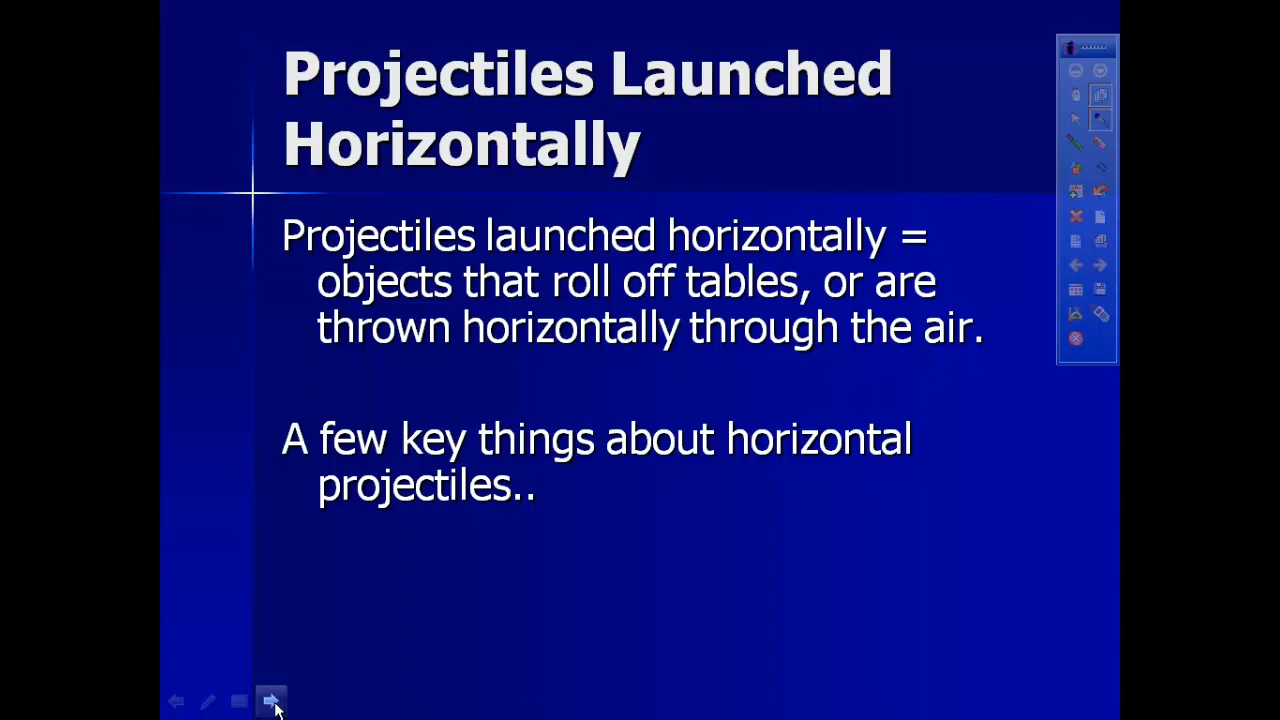 Projectiles Launched
Horizontally
Projectiles launched horizontally =
objects that roll off tables, or are
thrown horizontally through the air.
A few key things about horizontal
projectiles..